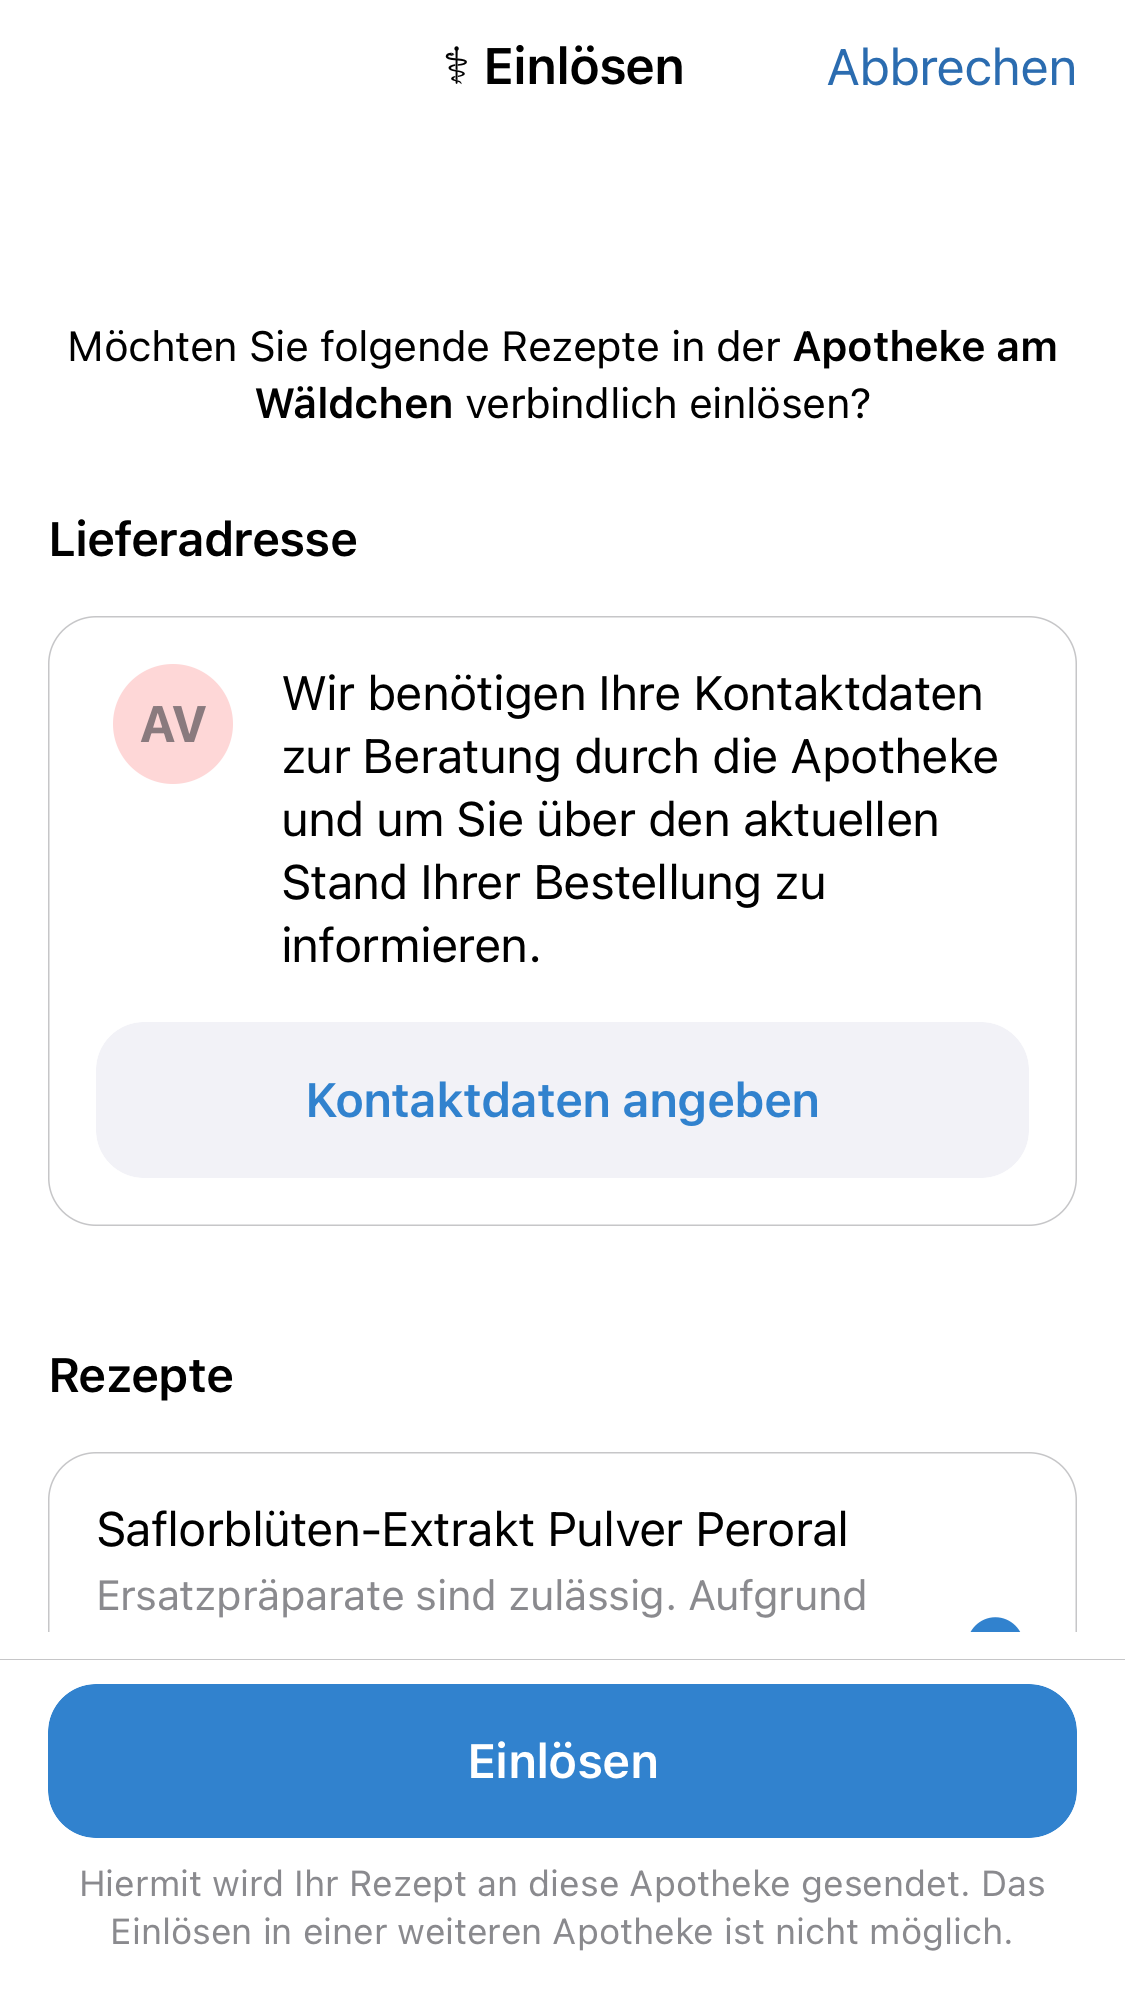 ⚕ Einlösen
Abbrechen
Möchten Sie folgende Rezepte in der Apotheke am
Wäldchen verbindlich einlösen?
Lieferadresse
AV
Wir benötigen Ihre Kontaktdaten
zur Beratung durch die Apotheke
und um Sie über den aktuellen
Stand Ihrer Bestellung zu
informieren.
Kontaktdaten angeben
Rezepte
Saflorblüten-Extrakt Pulver Peroral
Ersatzpräparate sind zulässig. Aufgrund
Einlösen
Hiermit wird Ihr Rezept an diese Apotheke gesendet. Das
Einlösen in einer weiteren Apotheke ist nicht möglich.